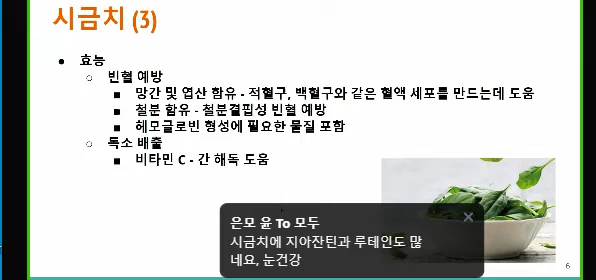 시금치 (3)
● 효능
○ 빈혈 예방
■ 망간 및 엽산 함유 - 적혈구, 백혈구와 같은 혈액 세포를 만드는데 도움
■ 철분 함유 - 철분결핍성 빈혈 예방
■ 헤모글로빈 형성에 필요한 물질 포함
○ 독소 배출
■ 비타민 C - 간 해독 도움
은모 윤 To 모두
시금치에 지아잔틴과 루테인도 많
네요, 눈건강
6